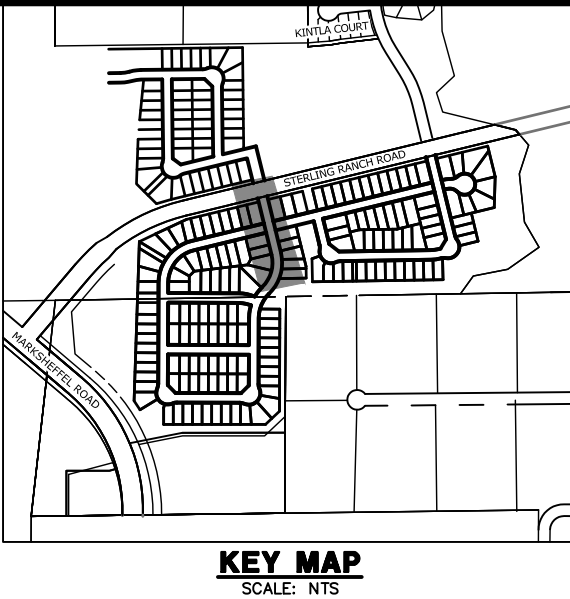 KINTLA COURT
STERLING RANCH ROAD
MARKSHEFFEL ROAD
KEY MAP
SCALE: NTS